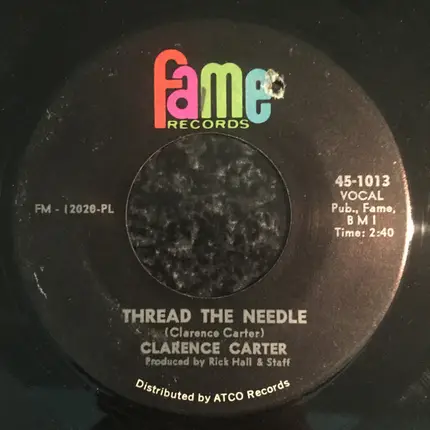 fame
RECORDS
45-1013
VOCAL
Pub., Fame,
BMI
Time: 2:40
FM - 12020-PL
THREAD THE NEEDLE
(Clarence Carter)
CLARENCE CARTER
Produced by Rick Hall & Staff
Distributed by ATCO Records